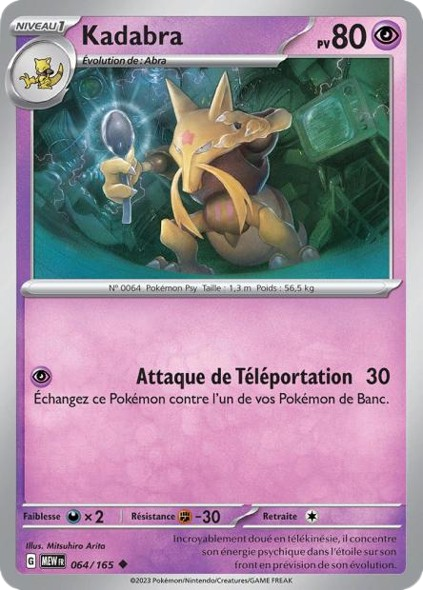 NIVEAU 1
Kadabra
PV 80
Évolution de : Abra
N° 0064 Pokémon Psy Taille : 1,3 m Poids : 56,5 kg
Attaque de Téléportation 30
Échangez ce Pokémon contre l'un de vos Pokémon de Banc.
Faiblesse ×2 Résistance -30 Retraite
Illus. Mitsuhiro Arita
G MEW FR 064/165
Incroyablement doué en télékinésie, il concentre
son énergie psychique dans l'étoile sur son
front en prévision de son évolution.
©2023 Pokémon/Nintendo/Creatures/GAME FREAK